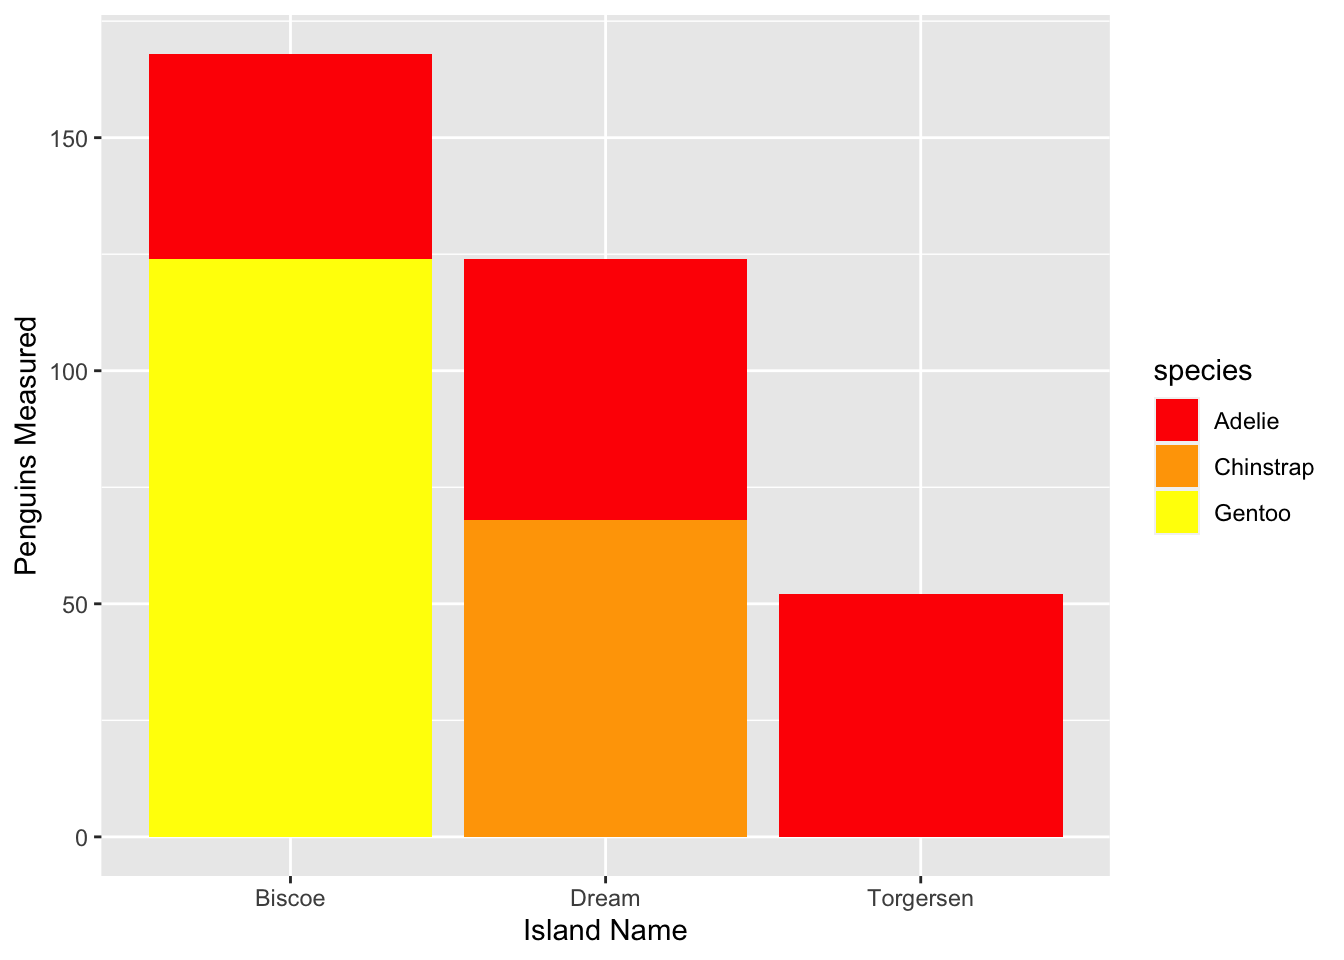 Penguins Measured
150
100
50
0
Biscoe
Dream
Torgersen
Island Name
species
Adelie
Chinstrap
Gentoo